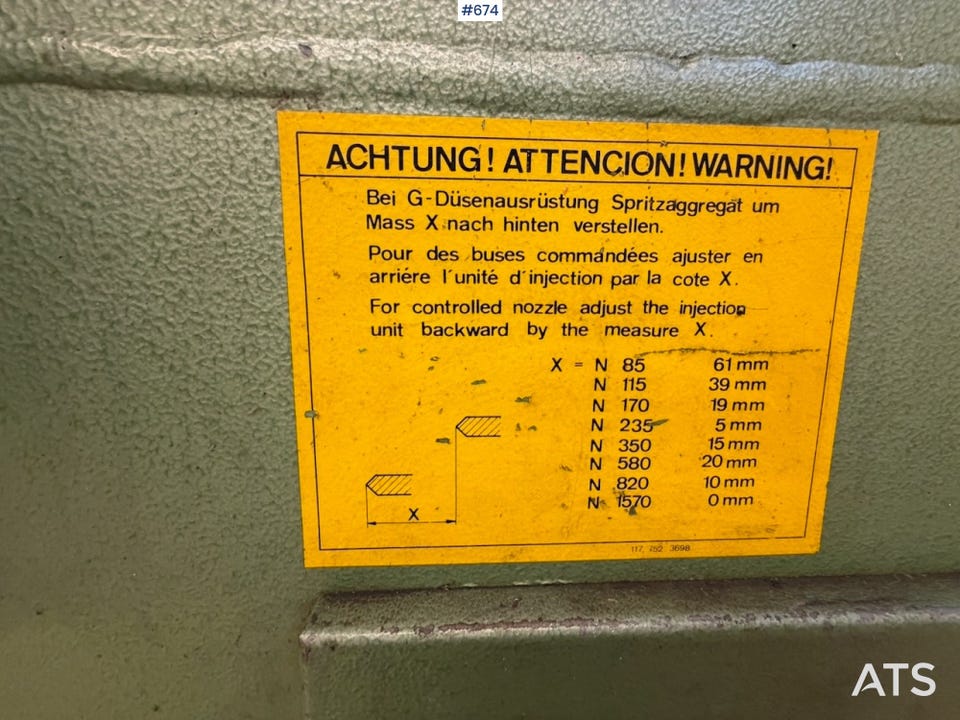 #674
ACHTUNG! ATTENCION! WARNING!
Bei G-Düsenausrüstung Spritzaggregat um
Mass X nach hinten verstellen.
Pour des buses commandées ajuster en
arriére l'unité d'injection par la cote X.
For controlled nozzle adjust the injection
unit backward by the measure X.
X = N 85 61 mm
N 115 39 mm
N 170 19 mm
N 235 5 mm
N 350 15 mm
N 580 20 mm
N 820 10 mm
N 1570 0 mm
X
117 752 3698
ATS